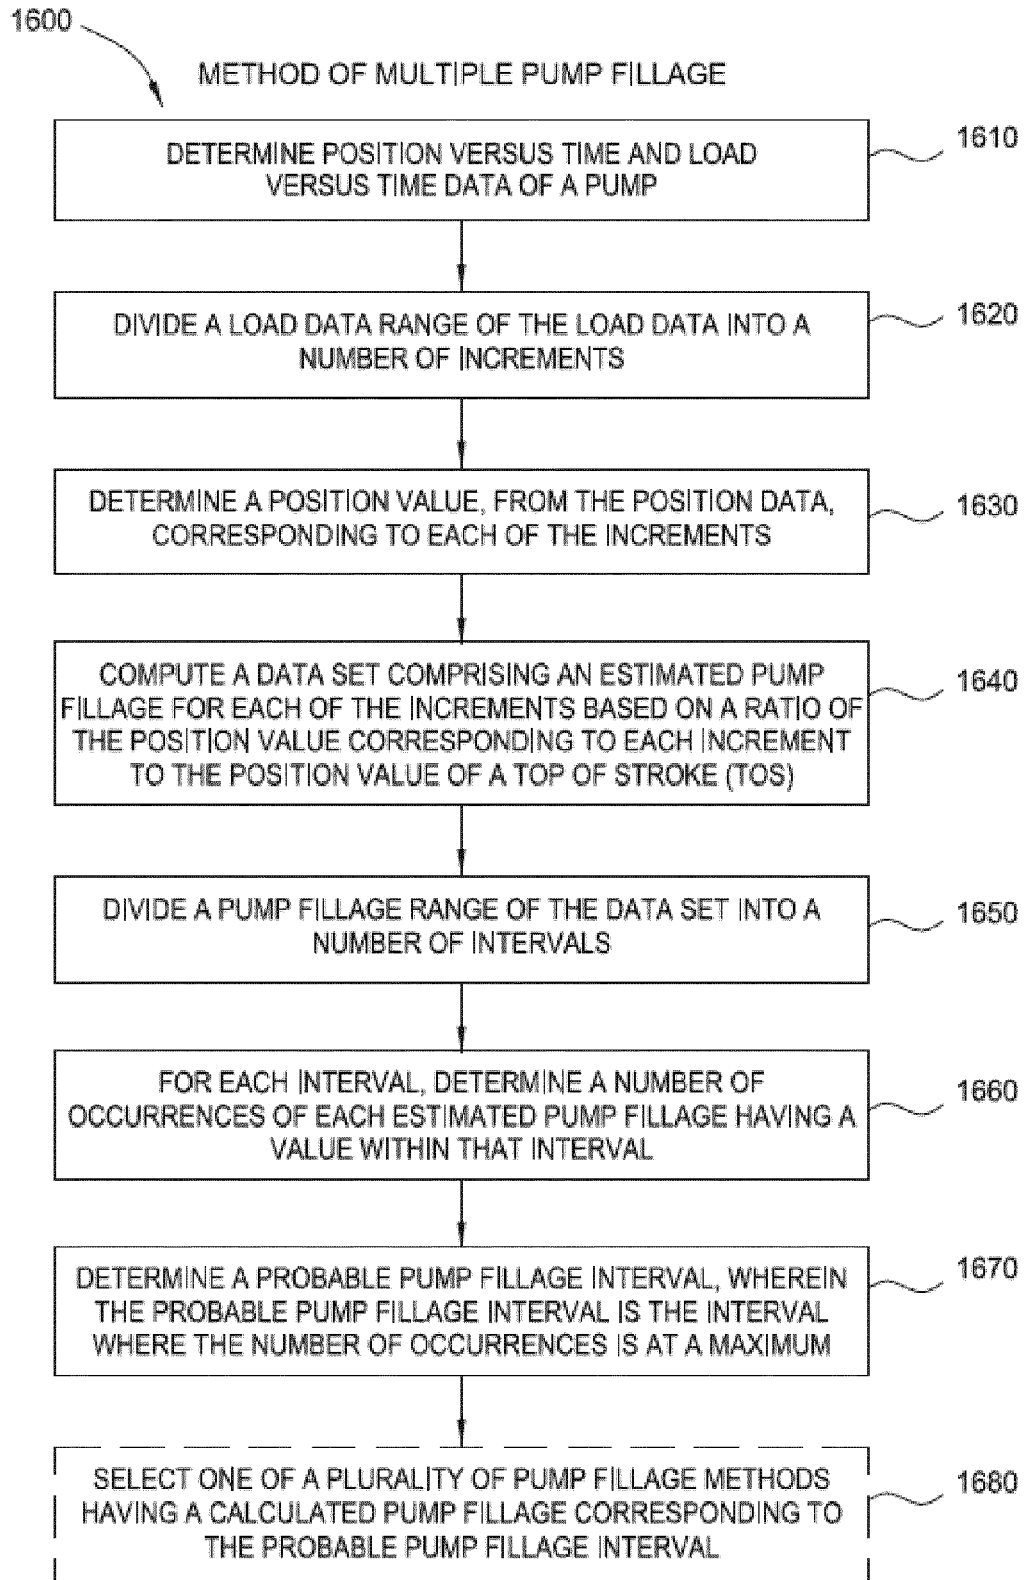 1600
METHOD OF MULTIPLE PUMP FILLAGE
DETERMINE POSITION VERSUS TIME AND LOAD
VERSUS TIME DATA OF A PUMP
1610
DIVIDE A LOAD DATA RANGE OF THE LOAD DATA INTO A
NUMBER OF INCREMENTS
1620
DETERMINE A POSITION VALUE, FROM THE POSITION DATA,
CORRESPONDING TO EACH OF THE INCREMENTS
1630
COMPUTE A DATA SET COMPRISING AN ESTIMATED PUMP
FILLAGE FOR EACH OF THE INCREMENTS BASED ON A RATIO OF
THE POSITION VALUE CORRESPONDING TO EACH INCREMENT
TO THE POSITION VALUE OF A TOP OF STROKE (TOS)
1640
DIVIDE A PUMP FILLAGE RANGE OF THE DATA SET INTO A
NUMBER OF INTERVALS
1650
FOR EACH INTERVAL, DETERMINE A NUMBER OF
OCCURRENCES OF EACH ESTIMATED PUMP FILLAGE HAVING A
VALUE WITHIN THAT INTERVAL
1660
DETERMINE A PROBABLE PUMP FILLAGE INTERVAL, WHEREIN
THE PROBABLE PUMP FILLAGE INTERVAL IS THE INTERVAL
WHERE THE NUMBER OF OCCURRENCES IS AT A MAXIMUM
1670
SELECT ONE OF A PLURALITY OF PUMP FILLAGE METHODS
HAVING A CALCULATED PUMP FILLAGE CORRESPONDING TO
THE PROBABLE PUMP FILLAGE INTERVAL
1680